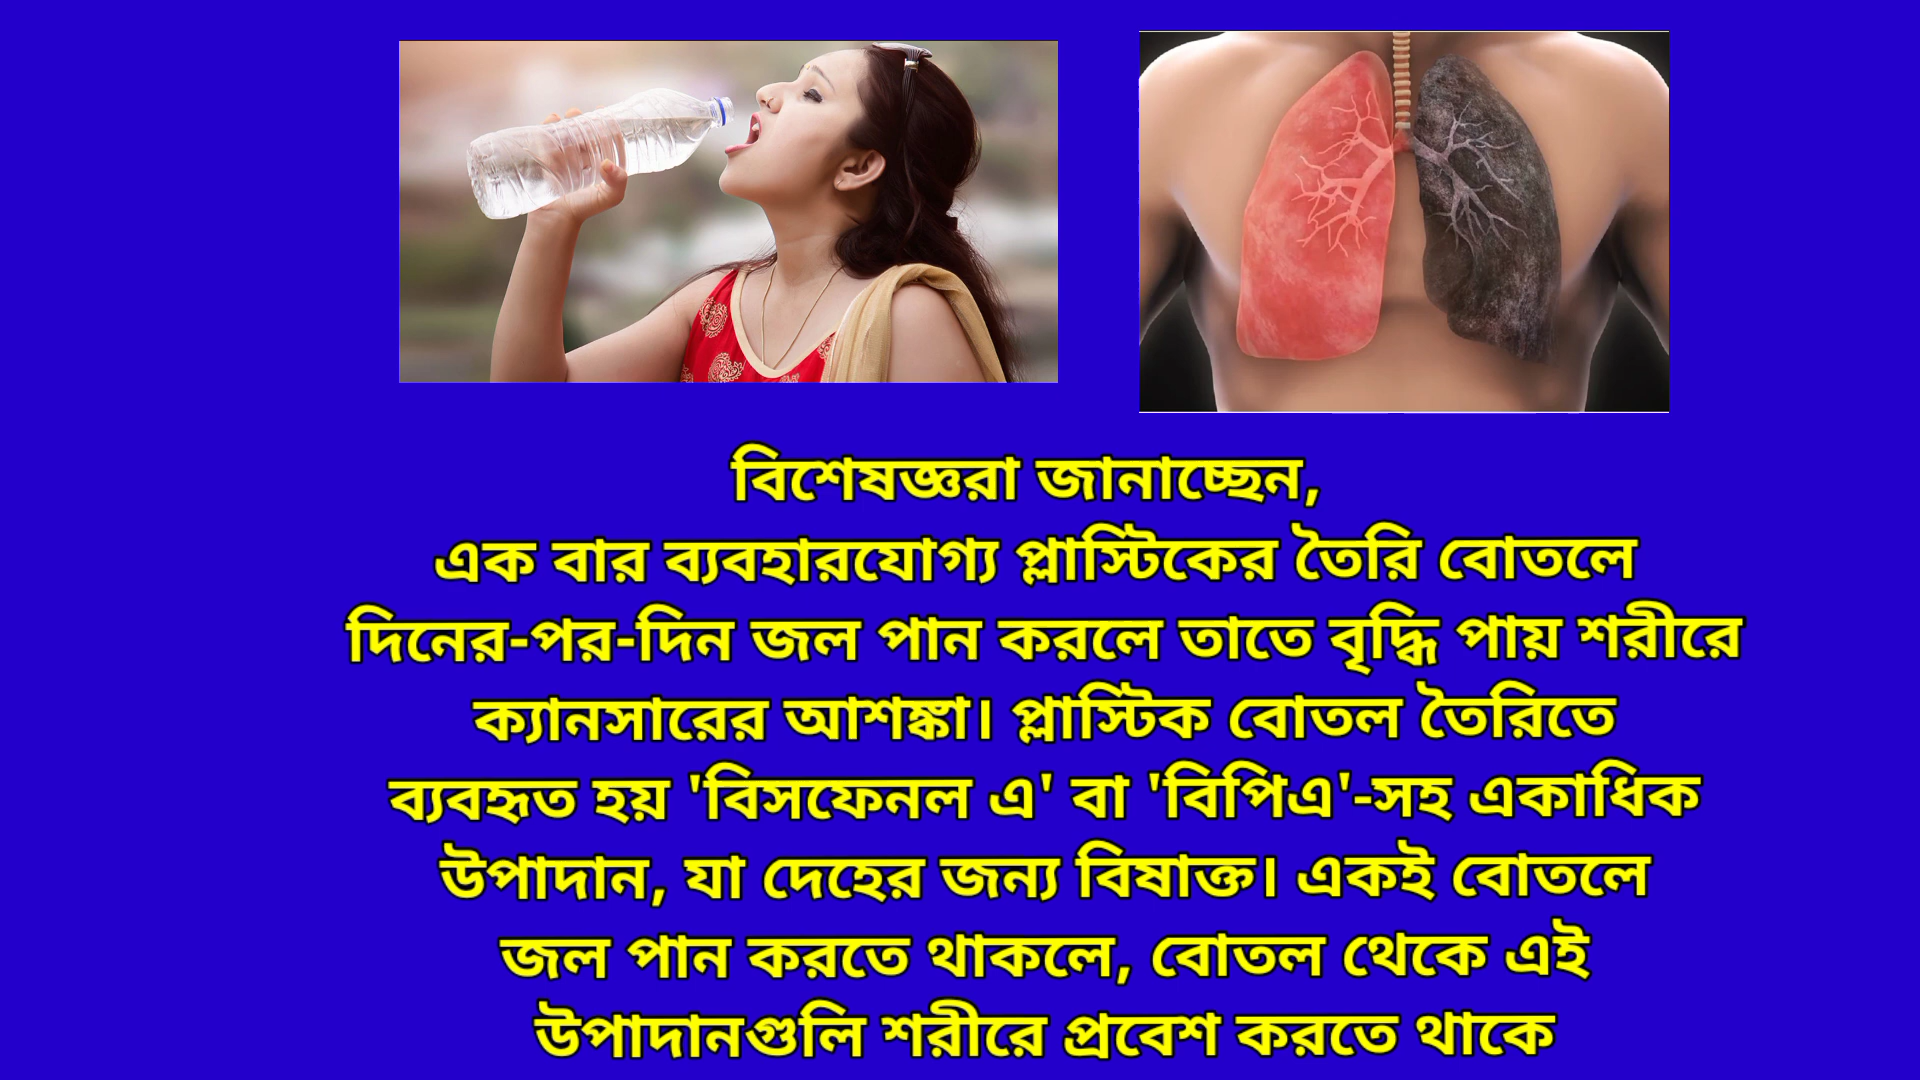 বিশেষজ্ঞরা জানাচ্ছেন,
এক বার ব্যবহারযোগ্য প্লাস্টিকের তৈরি বোতলে
দিনের-পর-দিন জল পান করলে তাতে বৃদ্ধি পায় শরীরে
ক্যানসারের আশঙ্কা। প্লাস্টিক বোতল তৈরিতে
ব্যবহৃত হয় 'বিসফেনল এ' বা 'বিপিএ'-সহ একাধিক
উপাদান, যা দেহের জন্য বিষাক্ত। একই বোতলে
জল পান করতে থাকলে, বোতল থেকে এই
উপাদানগুলি শরীরে প্রবেশ করতে থাকে